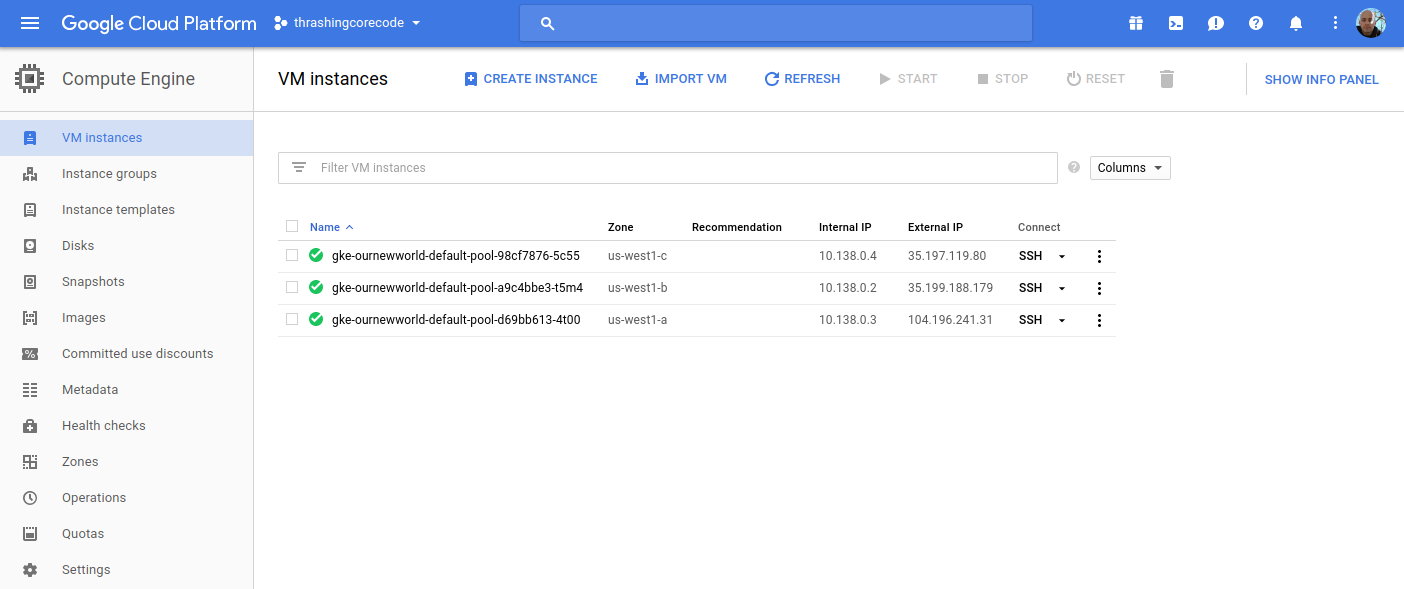 Google Cloud Platform thrashingcorecode
Compute Engine
VM instances CREATE INSTANCE IMPORT VM REFRESH START STOP RESET SHOW INFO PANEL
VM instances
Instance groups
Instance templates
Disks
Snapshots
Images
Committed use discounts
Metadata
Health checks
Zones
Operations
Quotas
Settings
Filter VM instances Columns
Name Zone Recommendation Internal IP External IP Connect
gke-ournewworld-default-pool-98cf7876-5c55 us-west1-c 10.138.0.4 35.197.119.80 SSH
gke-ournewworld-default-pool-a9c4bbe3-t5m4 us-west1-b 10.138.0.2 35.199.188.179 SSH
gke-ournewworld-default-pool-d69bb613-4t00 us-west1-a 10.138.0.3 104.196.241.31 SSH